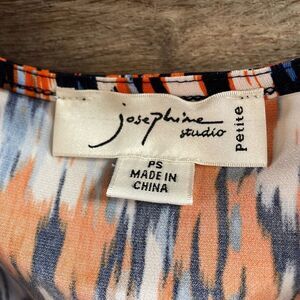 josephine
studio
Petite
PS
MADE IN
CHINA